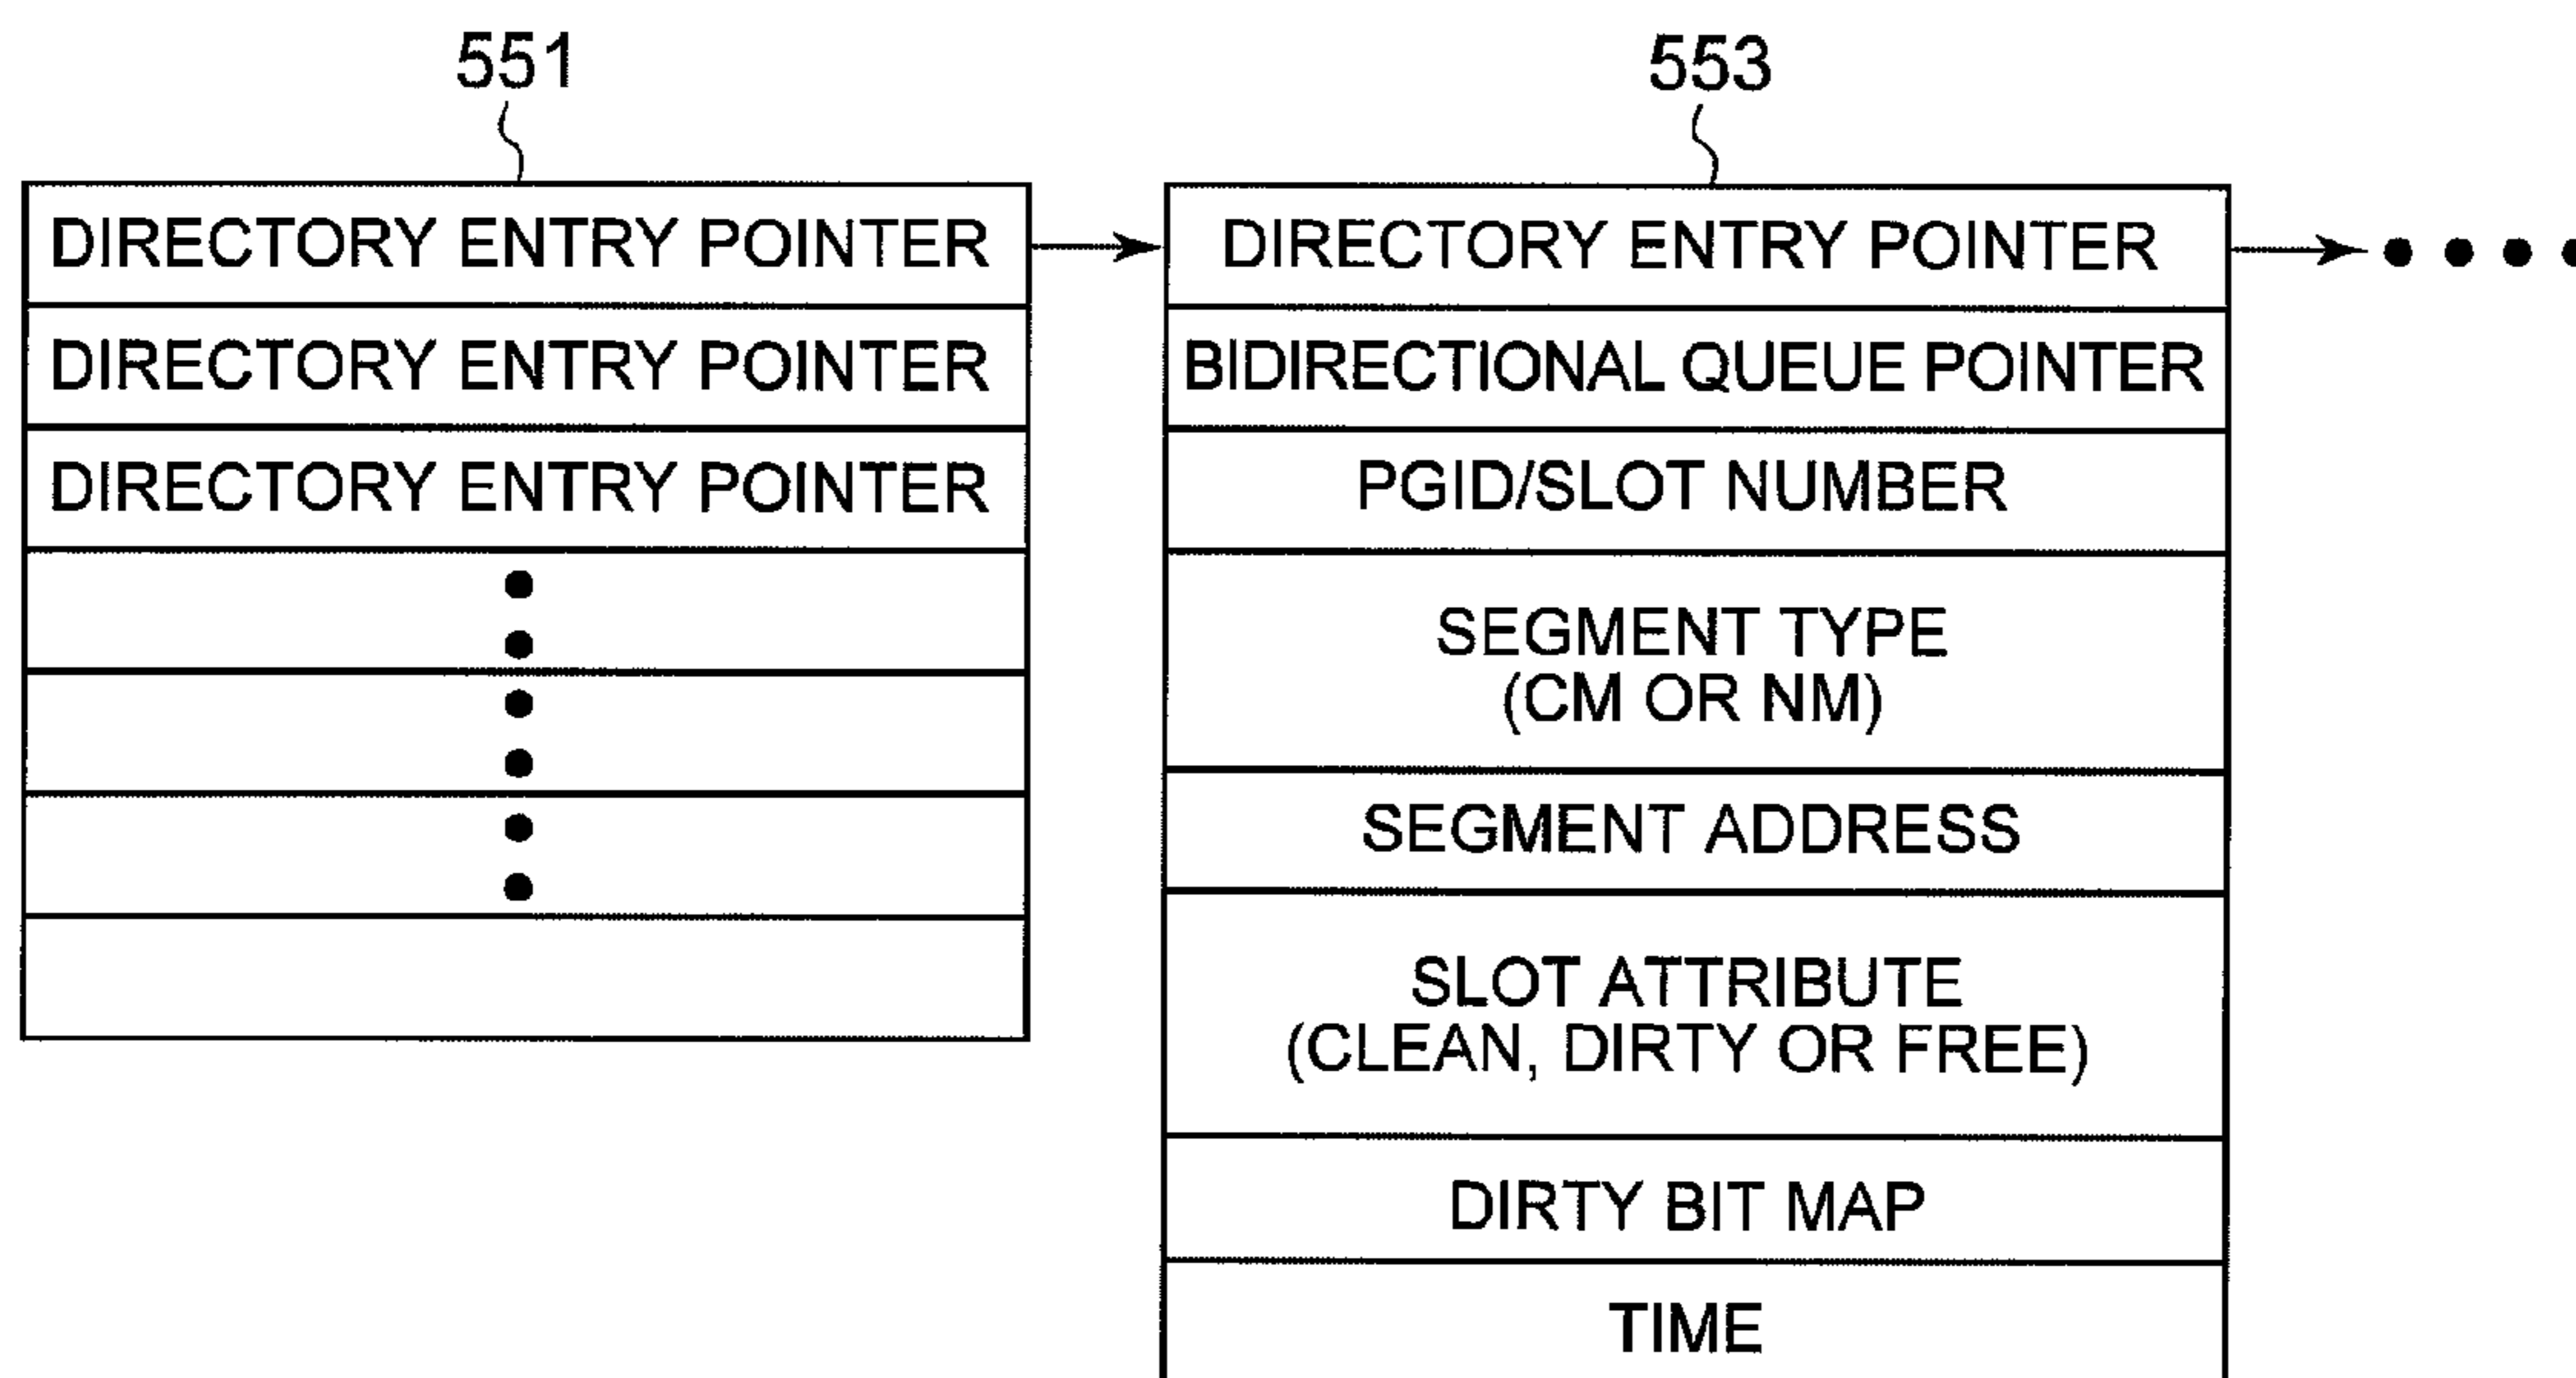 551
553
DIRECTORY ENTRY POINTER
DIRECTORY ENTRY POINTER
DIRECTORY ENTRY POINTER
DIRECTORY ENTRY POINTER
BIDIRECTIONAL QUEUE POINTER
PGID/SLOT NUMBER
SEGMENT TYPE
(CM OR NM)
SEGMENT ADDRESS
SLOT ATTRIBUTE
(CLEAN, DIRTY OR FREE)
DIRTY BIT MAP
TIME